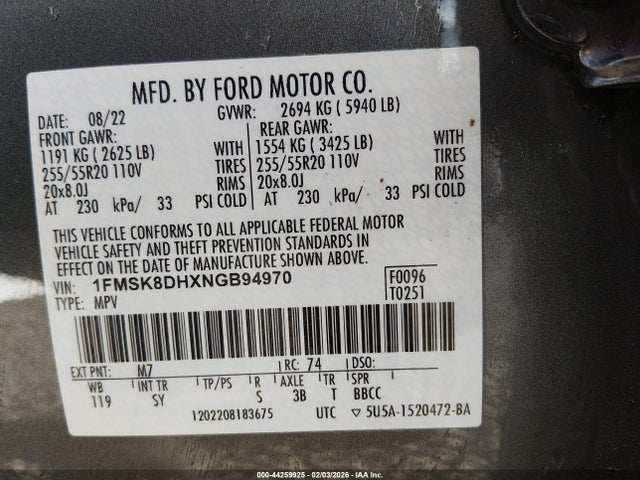 MFD. BY FORD MOTOR CO.
DATE: 08/22 GVWR: 2694 KG ( 5940 LB)
FRONT GAWR: REAR GAWR:
1191 KG ( 2625 LB) WITH 1554 KG ( 3425 LB) WITH
255/55R20 110V TIRES 255/55R20 110V TIRES
20x8.0J RIMS 20x8.0J RIMS
AT 230 kPa/ 33 PSI COLD AT 230 kPa/ 33 PSI COLD
THIS VEHICLE CONFORMS TO ALL APPLICABLE FEDERAL MOTOR
VEHICLE SAFETY AND THEFT PREVENTION STANDARDS IN
EFFECT ON THE DATE OF MANUFACTURE SHOWN ABOVE.
VIN: 1FMSK8DHXNGB94970 F0096
TYPE: MPV T0251
EXT PNT: M7 RC: 74 DSO:
WB INT TR TP/PS R AXLE TR SPR
119 SY S 3B T BBCC
1202208183675 UTC ▽ 5U5A-1520472-BA
000-44259925 - 02/03/2026 - IAAI.com